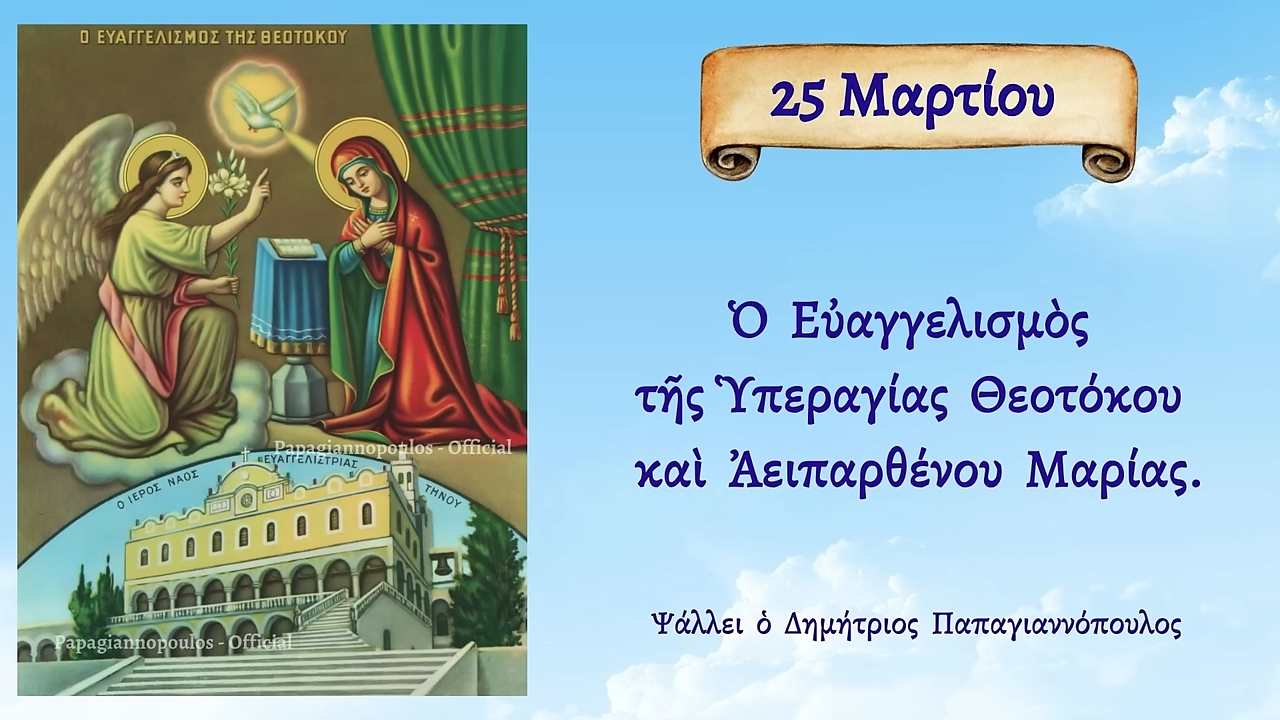 Ο ΕΥΑΓΓΕΛΙΣΜΟΣ ΤΗΣ ΘΕΟΤΟΚΟΥ
Papagiannopoulos - Official
Ο ΙΕΡΟΣ ΝΑΟΣ ΕΥΑΓΓΕΛΙΣΤΡΙΑΣ ΤΗΝΟΥ
Papagiannopoulos - Official
25 Μαρτίου
Ὁ Εὐαγγελισμὸς
τῆς Ὑπεραγίας Θεοτόκου
καὶ Ἀειπαρθένου Μαρίας.
Ψάλλει ὁ Δημήτριος Παπαγιαννόπουλος